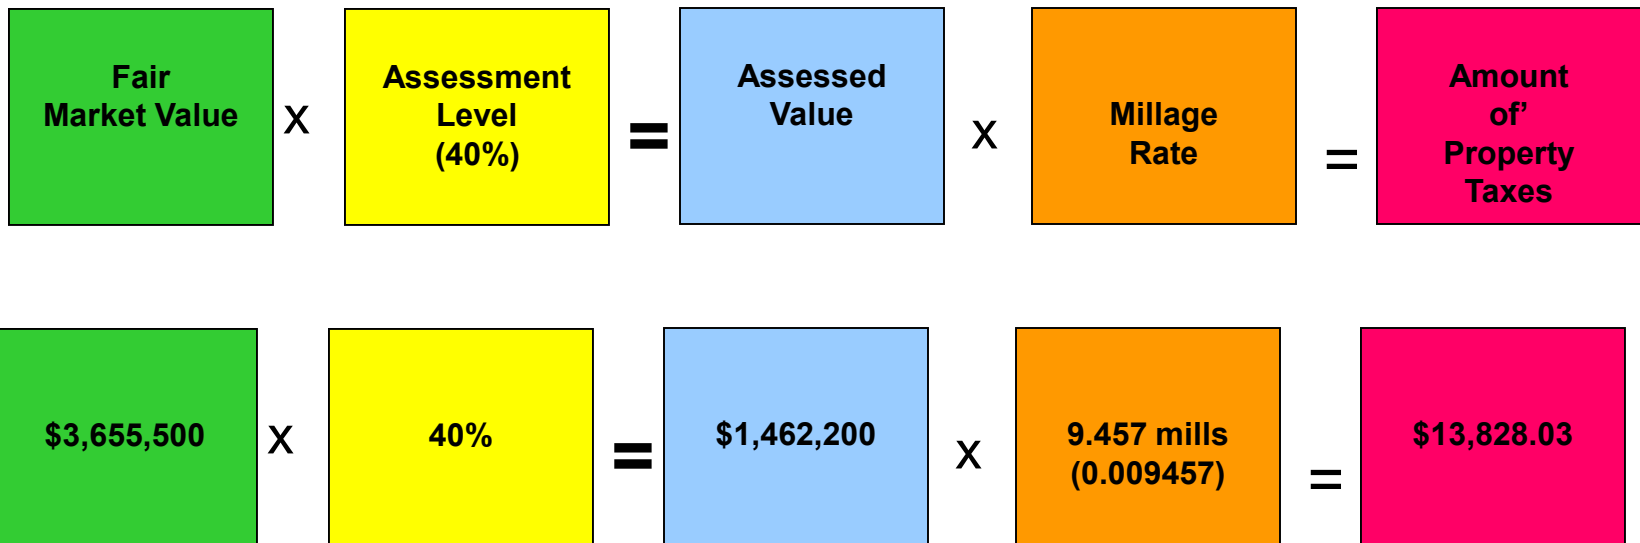 Fair
Market Value
x
Assessment
Level
(40%)
=
Assessed
Value
x
Millage
Rate
=
Amount
of’
Property
Taxes
$3,655,500
x
40%
=
$1,462,200
x
9.457 mills
(0.009457)
=
$13,828.03